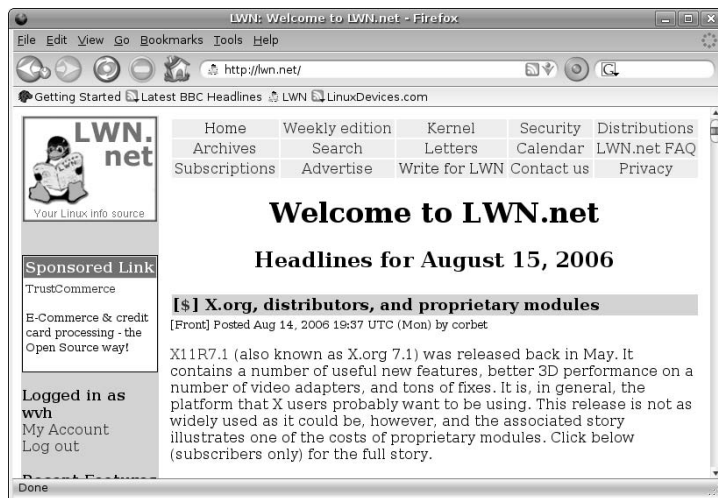 LWN: Welcome to LWN.net - Firefox
File Edit View Go Bookmarks Tools Help
http://lwn.net/
Getting Started Latest BBC Headlines LWN LinuxDevices.com
LWN.
net
Your Linux info source
Home Weekly edition Kernel Security Distributions
Archives Search Letters Calendar LWN.net FAQ
Subscriptions Advertise Write for LWN Contact us Privacy
Welcome to LWN.net
Headlines for August 15, 2006
Sponsored Link
TrustCommerce
E-Commerce & credit
card processing - the
Open Source way!
Logged in as
wvh
My Account
Log out
Recent Features
[$] X.org, distributors, and proprietary modules
[Front] Posted Aug 14, 2006 19:37 UTC (Mon) by corbet
X11R7.1 (also known as X.org 7.1) was released back in May. It
contains a number of useful new features, better 3D performance on a
number of video adapters, and tons of fixes. It is, in general, the
platform that X users probably want to be using. This release is not as
widely used as it could be, however, and the associated story
illustrates one of the costs of proprietary modules. Click below
(subscribers only) for the full story.
Done